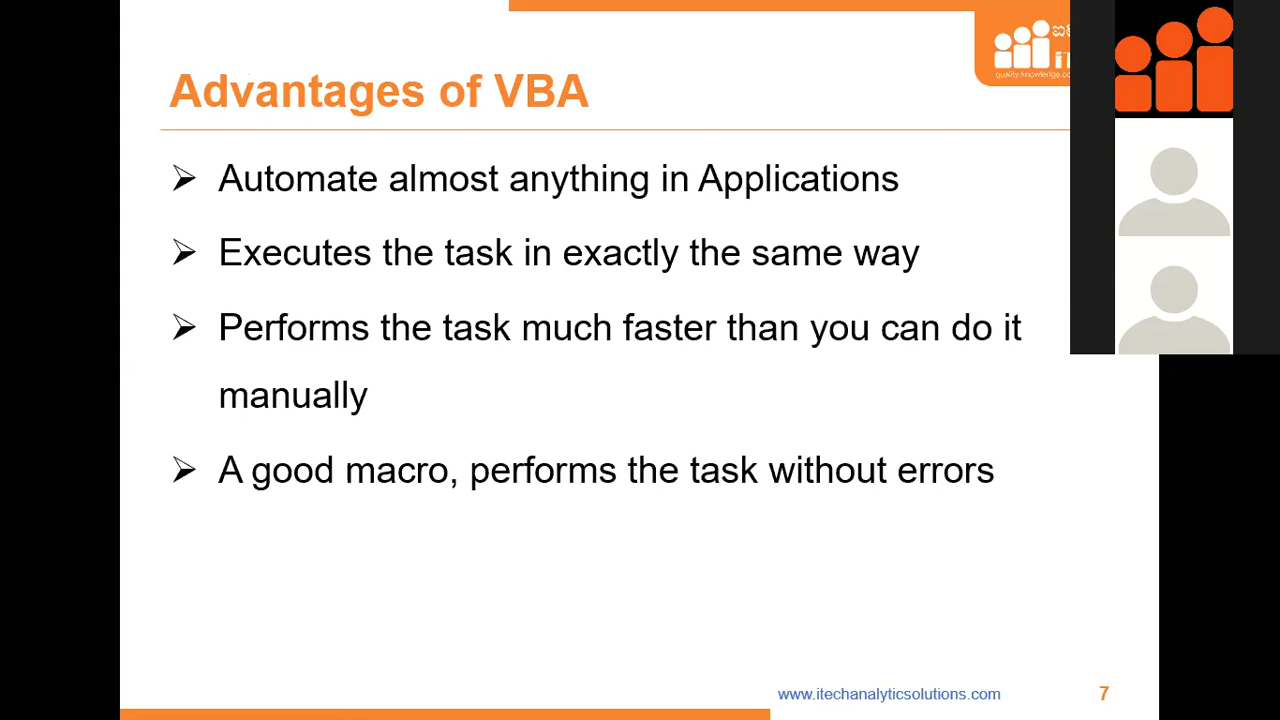 Advantages of VBA
➢ Automate almost anything in Applications
➢ Executes the task in exactly the same way
➢ Performs the task much faster than you can do it
manually
➢ A good macro, performs the task without errors
www.itechanalyticsolutions.com
7